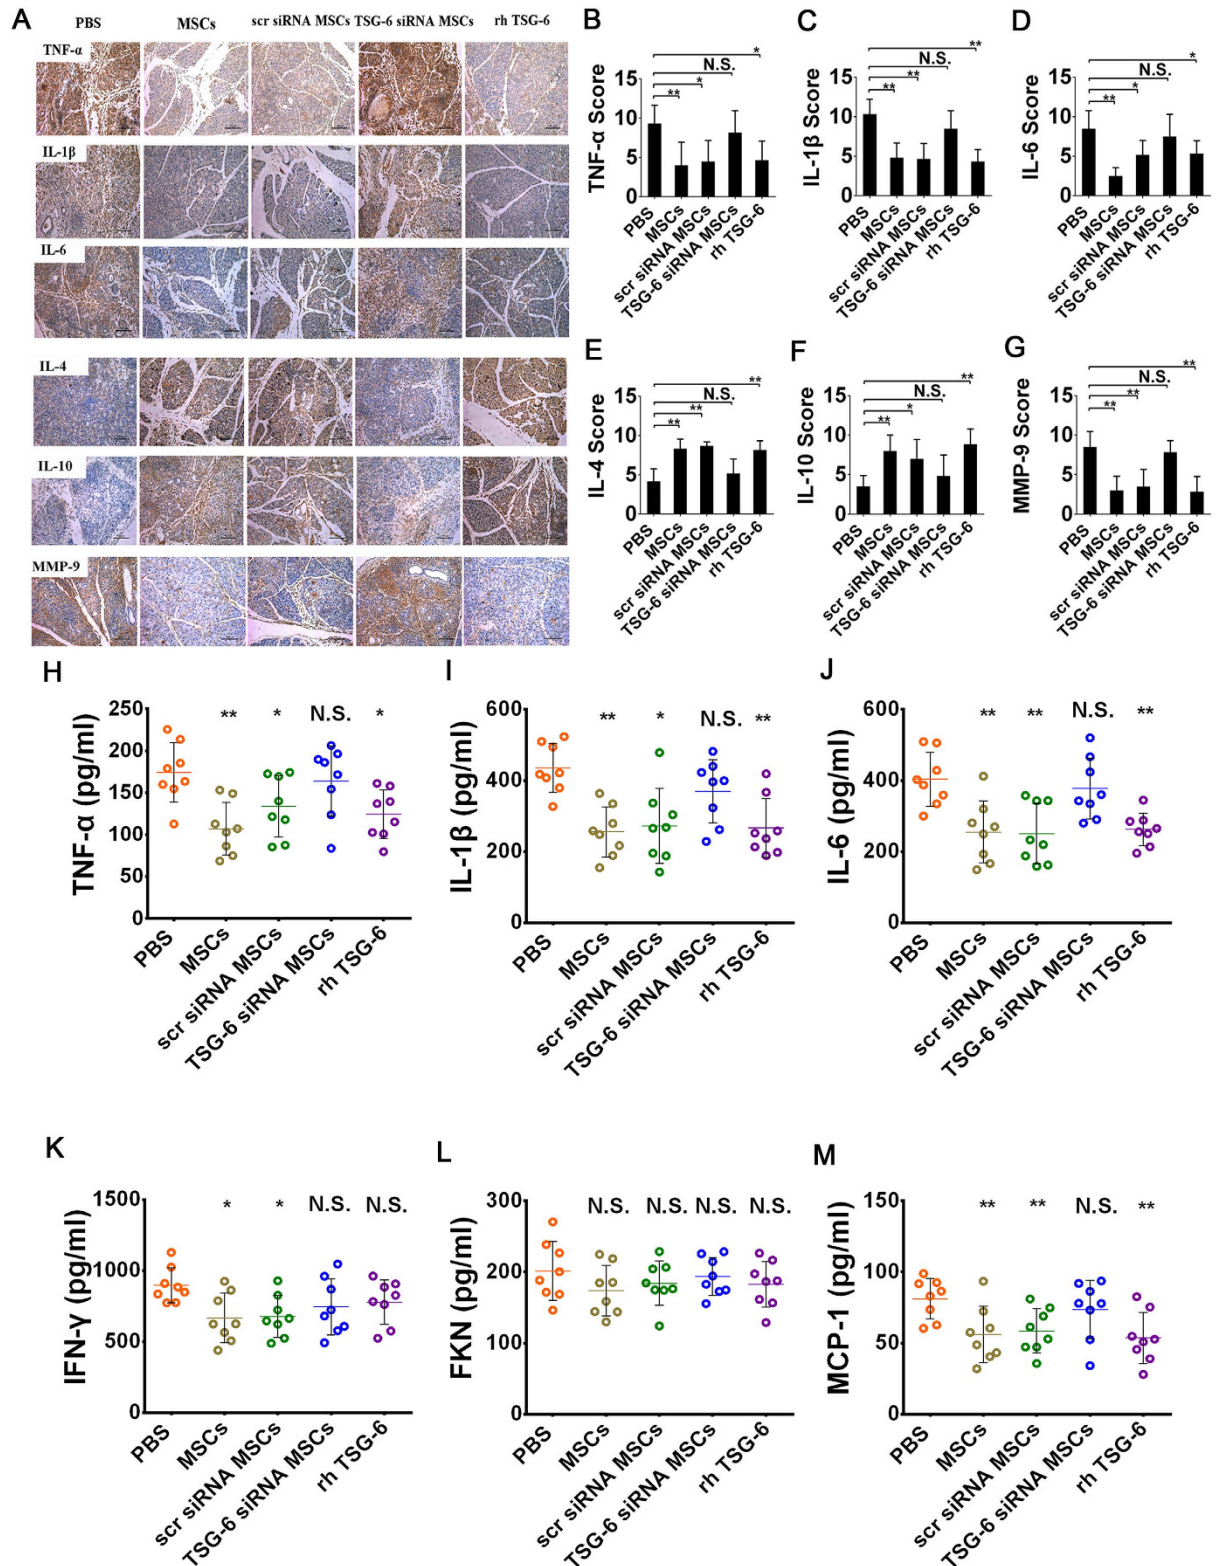 A
PBS
MSCs
scr siRNA MSCs
TSG-6 siRNA MSCs
rh TSG-6
TNF-α
IL-1β
IL-6
IL-4
IL-10
MMP-9
B
TNF-α Score
15
10
5
0
**
*
N.S.
*
PBS
MSCs
scr siRNA MSCs
TSG-6 siRNA MSCs
rh TSG-6
C
IL-1β Score
15
10
5
0
**
**
N.S.
**
PBS
MSCs
scr siRNA MSCs
TSG-6 siRNA MSCs
rh TSG-6
D
IL-6 Score
15
10
5
0
**
*
N.S.
*
PBS
MSCs
scr siRNA MSCs
TSG-6 siRNA MSCs
rh TSG-6
E
IL-4 Score
15
10
5
0
**
**
N.S.
**
PBS
MSCs
scr siRNA MSCs
TSG-6 siRNA MSCs
rh TSG-6
F
IL-10 Score
15
10
5
0
**
*
N.S.
**
PBS
MSCs
scr siRNA MSCs
TSG-6 siRNA MSCs
rh TSG-6
G
MMP-9 Score
15
10
5
0
**
**
N.S.
**
PBS
MSCs
scr siRNA MSCs
TSG-6 siRNA MSCs
rh TSG-6
H
TNF-α (pg/ml)
250
200
150
100
50
0
**
*
N.S.
*
PBS
MSCs
scr siRNA MSCs
TSG-6 siRNA MSCs
rh TSG-6
I
IL-1β (pg/ml)
600
400
200
0
**
*
N.S.
**
PBS
MSCs
scr siRNA MSCs
TSG-6 siRNA MSCs
rh TSG-6
J
IL-6 (pg/ml)
600
400
200
0
**
**
N.S.
**
PBS
MSCs
scr siRNA MSCs
TSG-6 siRNA MSCs
rh TSG-6
K
IFN-γ (pg/ml)
1500
1000
500
0
*
*
N.S.
N.S.
PBS
MSCs
scr siRNA MSCs
TSG-6 siRNA MSCs
rh TSG-6
L
FKN (pg/ml)
300
200
100
0
N.S.
N.S.
N.S.
N.S.
PBS
MSCs
scr siRNA MSCs
TSG-6 siRNA MSCs
rh TSG-6
M
MCP-1 (pg/ml)
150
100
50
0
**
**
N.S.
**
PBS
MSCs
scr siRNA MSCs
TSG-6 siRNA MSCs
rh TSG-6